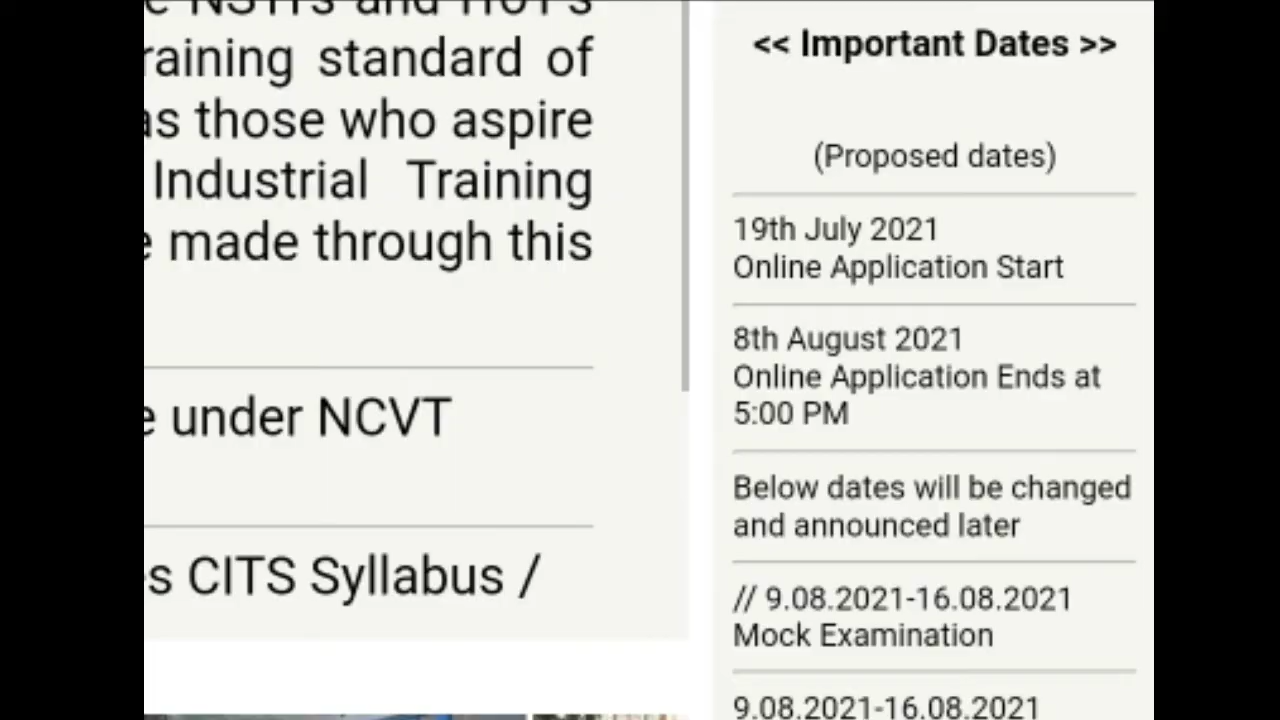 raining standard of
as those who aspire
Industrial Training
e made through this
e under NCVT
s CITS Syllabus /
<< Important Dates >>
(Proposed dates)
19th July 2021
Online Application Start
8th August 2021
Online Application Ends at
5:00 PM
Below dates will be changed
and announced later
// 9.08.2021-16.08.2021
Mock Examination
9.08.2021-16.08.2021